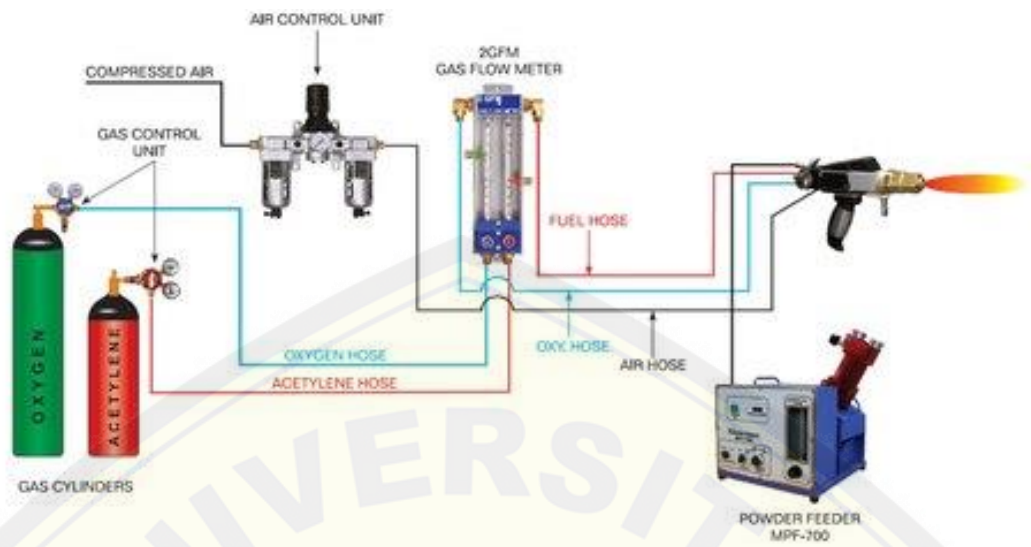 AIR CONTROL UNIT
2GFM
GAS FLOW METER
COMPRESSED AIR
GAS CONTROL
UNIT
FUEL HOSE
OXYGEN HOSE
OXY. HOSE
AIR HOSE
ACETYLENE HOSE
OXYGEN
ACETYLENE
GAS CYLINDERS
POWDER FEEDER
MPF-700
UNIVERSIT